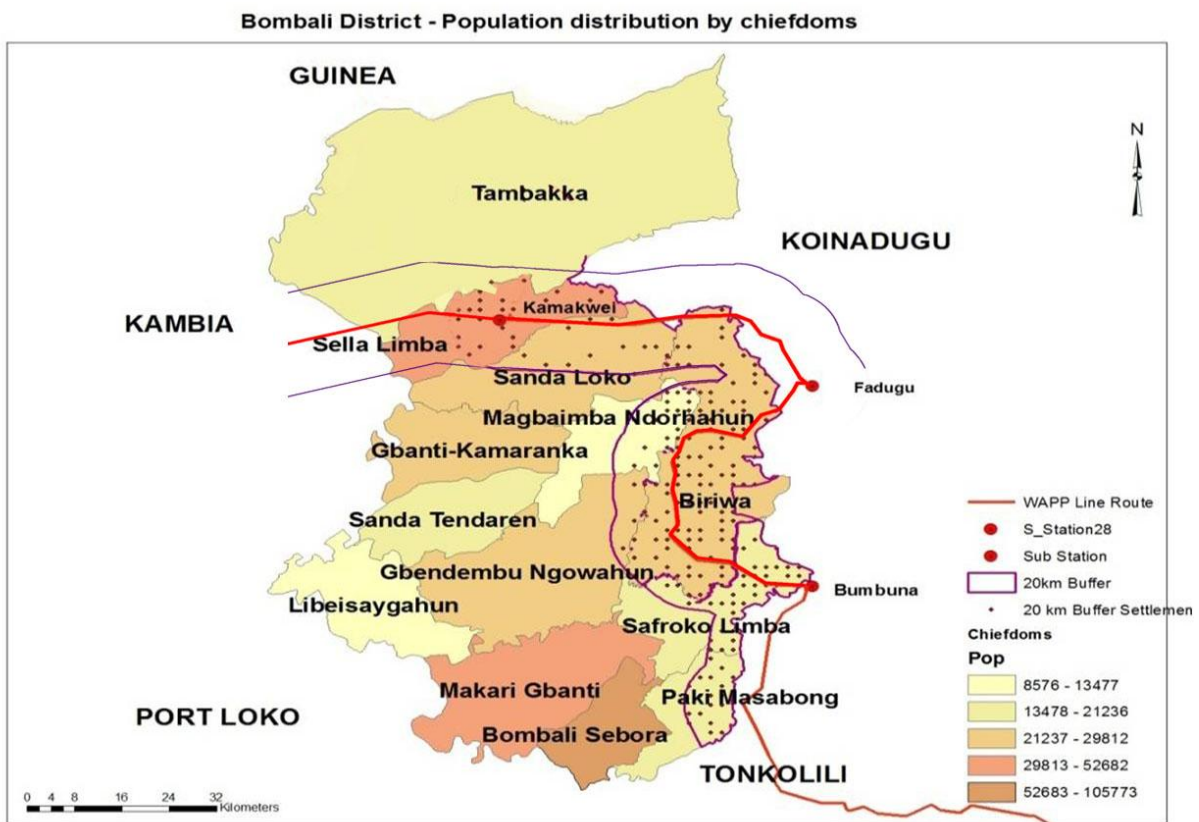 Bombali District - Population distribution by chiefdoms
GUINEA
N
Tambakka
KOINADUGU
KAMBIA
Kamakwei
Sella Limba
Sanda Loko
Fadugu
Magbaimba Ndorhahun
Gbanti-Kamaranka
Biriwa
Sanda Tendaren
Gbendembu Ngowahun
Libeisaygahun
Bumbuna
Safroko Limba
Makari Gbanti
Paki Masabong
PORT LOKO
Bombali Sebora
TONKOLILI
WAPP Line Route
S_Station28
Sub Station
20km Buffer
20 km Buffer Settlemen
Chiefdoms
Pop
8576 - 13477
13478 - 21236
21237 - 29812
29813 - 52682
52683 - 105773
0 4 8 16 24 32
Kilometers